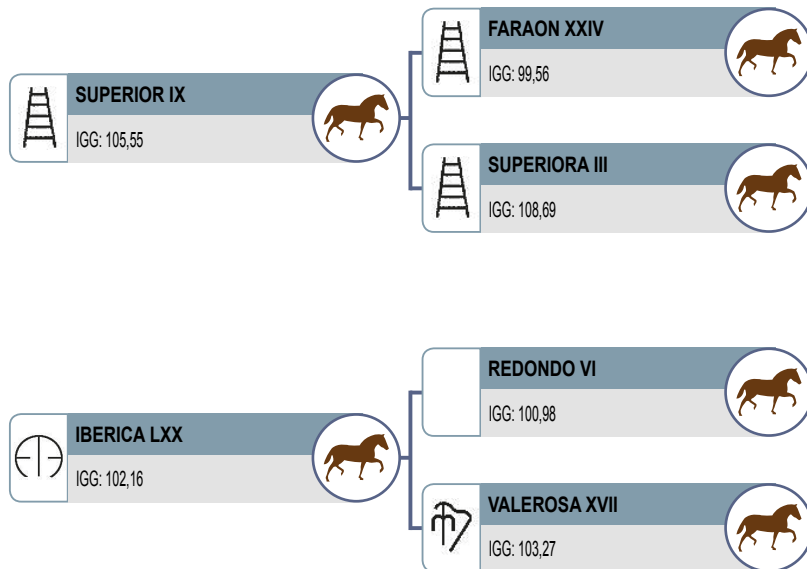 FARAON XXIV
IGG: 99,56
SUPERIOR IX
IGG: 105,55
SUPERIORA III
IGG: 108,69
REDONDO VI
IGG: 100,98
IBERICA LXX
IGG: 102,16
VALEROSA XVII
IGG: 103,27